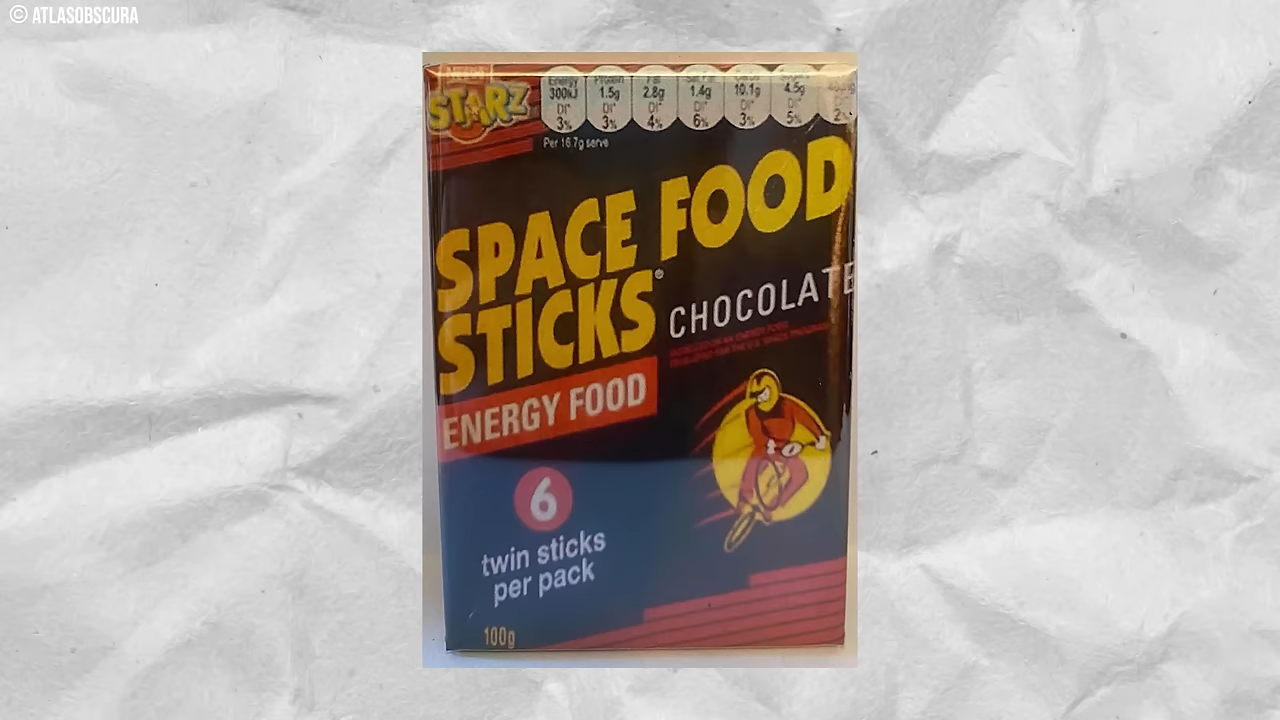 © ATLASOBSCURA
STARZ
Energy Protein Fat Sat Fat Carbs Sugars
300kJ 1.5g 2.8g 1.4g 10.1g 4.5g
DI* DI* DI* DI* DI* DI* DI*
3% 3% 4% 6% 3% 5% 2%
Per 16.7g serve
SPACE FOOD
STICKS®
CHOCOLATE
ENERGY FOOD
6
twin sticks
per pack
100g